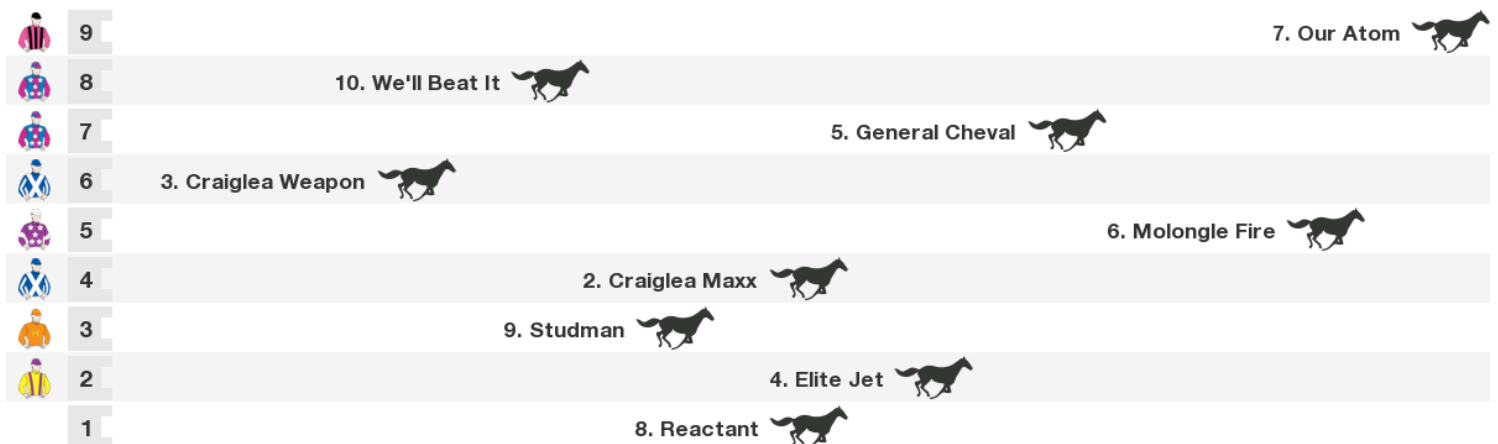 9 7. Our Atom
8 10. We'll Beat It
7 5. General Cheval
6 3. Craiglea Weapon
5 6. Molongle Fire
4 2. Craiglea Maxx
3 9. Studman
2 4. Elite Jet
1 8. Reactant